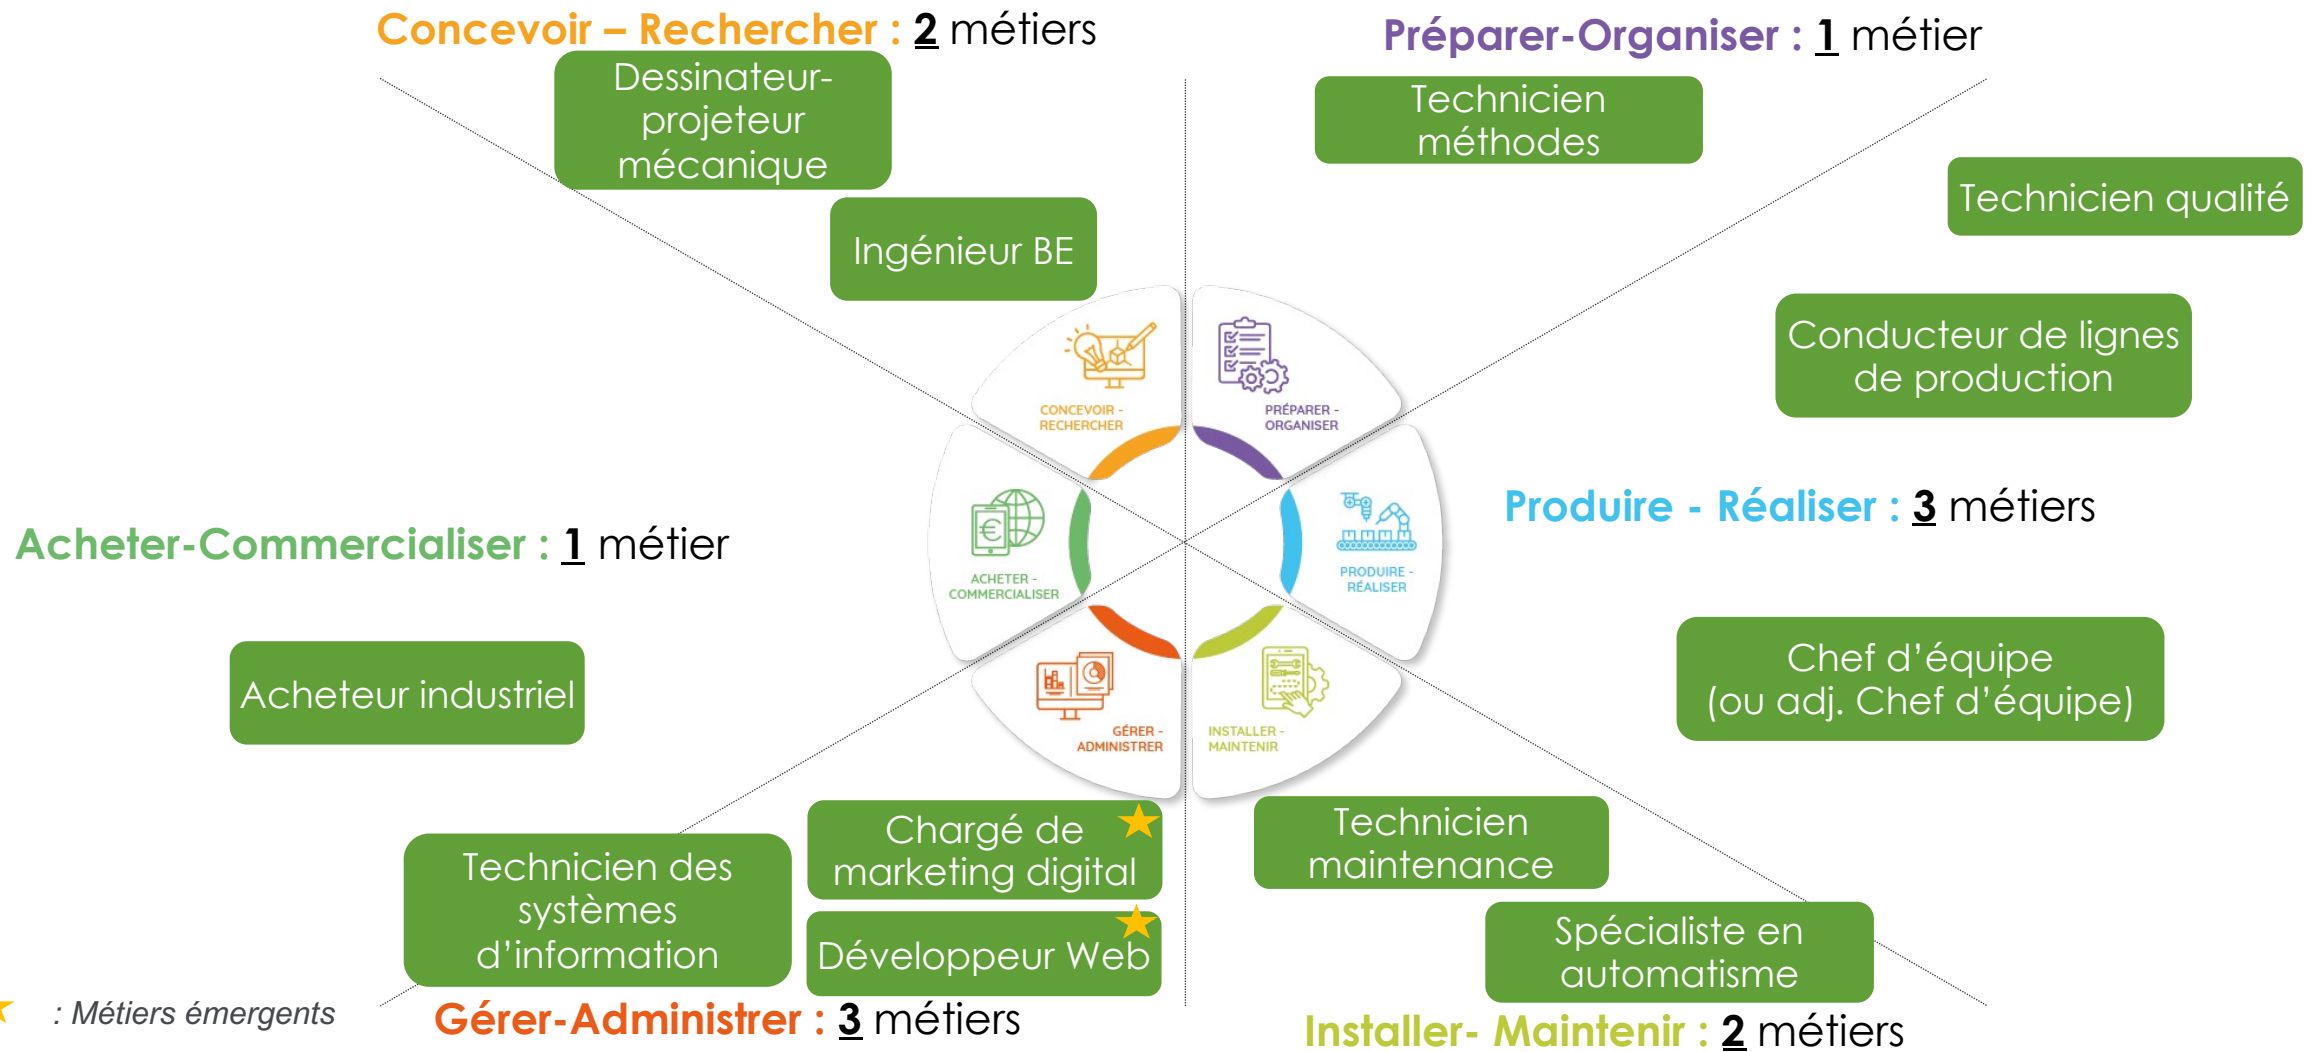 Concevoir – Rechercher : 2 métiers
Dessinateur-
projeteur
mécanique
Ingénieur BE
Préparer-Organiser : 1 métier
Technicien
méthodes
Technicien qualité
Conducteur de lignes
de production
Produire - Réaliser : 3 métiers
Chef d’équipe
(ou adj. Chef d’équipe)
CONCEVOIR -
RECHERCHER
PRÉPARER -
ORGANISER
ACHETER -
COMMERCIALISER
PRODUIRE -
RÉALISER
GÉRER -
ADMINISTRER
INSTALLER -
MAINTENIR
Acheter-Commercialiser : 1 métier
Acheteur industriel
Technicien des
systèmes
d’information
Chargé de
marketing digital
Développeur Web
Gérer-Administrer : 3 métiers
Technicien
maintenance
Spécialiste en
automatisme
Installer- Maintenir : 2 métiers
: Métiers émergents